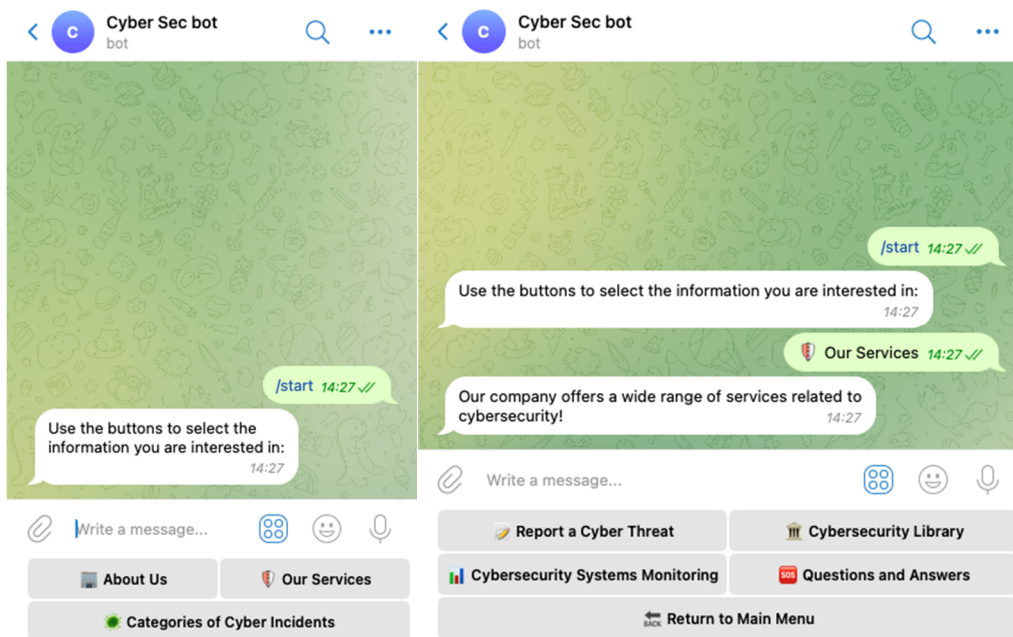 Cyber Sec bot
bot
C
/start 14:27
Use the buttons to select the
information you are interested in:
14:27
Write a message...
About Us
Our Services
Categories of Cyber Incidents
Cyber Sec bot
bot
C
/start 14:27
Use the buttons to select the information you are interested in:
14:27
Our Services 14:27
Our company offers a wide range of services related to
cybersecurity!
14:27
Write a message...
Report a Cyber Threat
Cybersecurity Library
Cybersecurity Systems Monitoring
SOS Questions and Answers
BACK Return to Main Menu